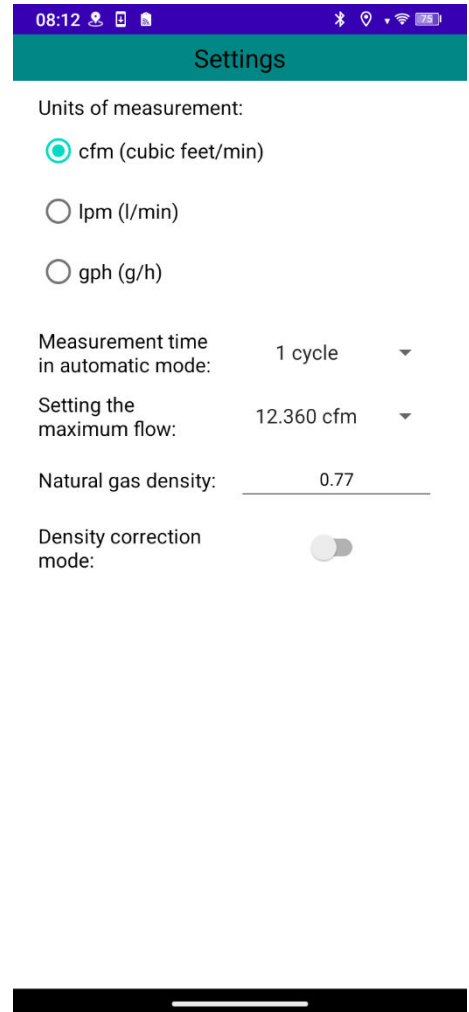 08:12
75
Settings
Units of measurement:
cfm (cubic feet/min)
lpm (l/min)
gph (g/h)
Measurement time
in automatic mode:
1 cycle
Setting the
maximum flow:
12.360 cfm
Natural gas density:
0.77
Density correction
mode: